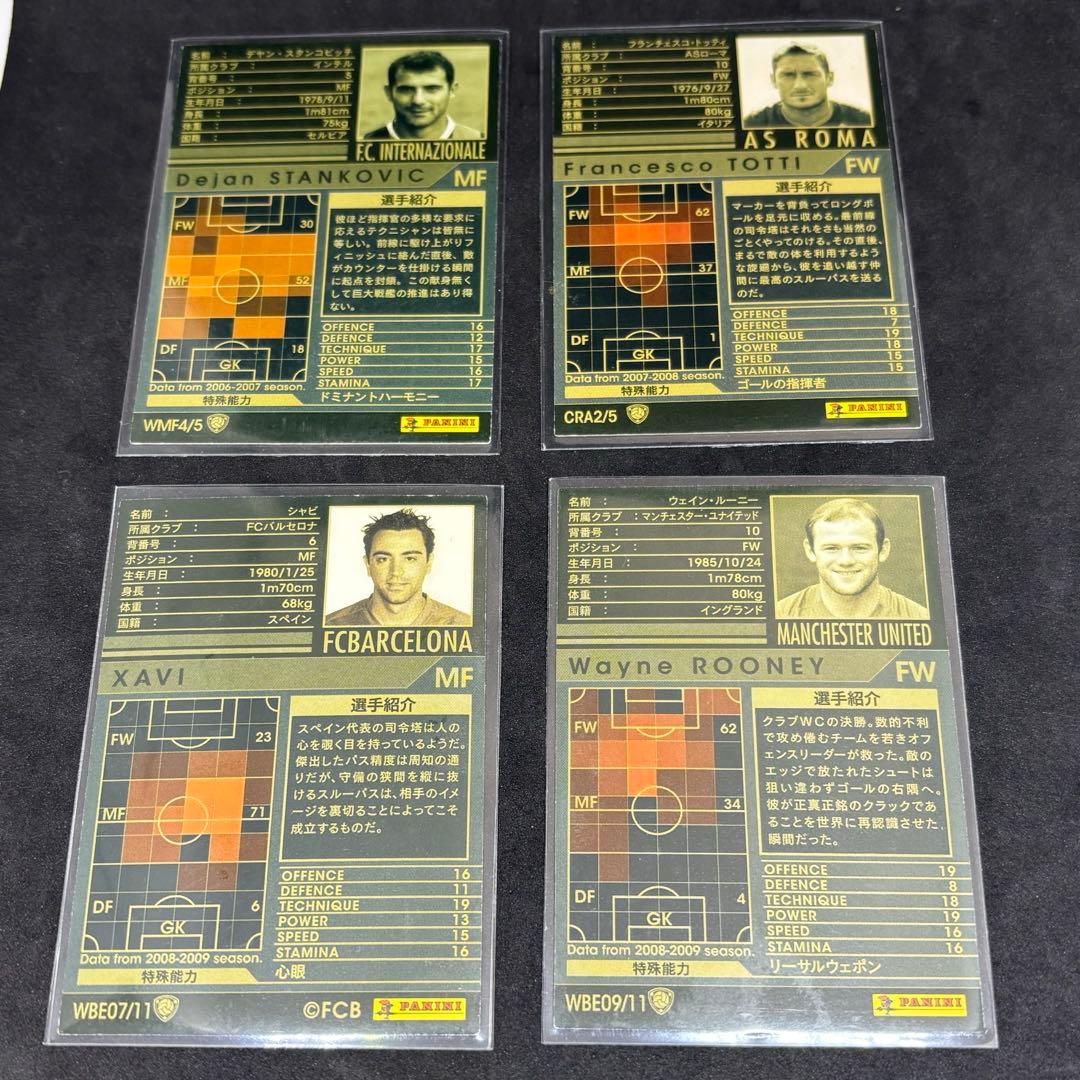 名前 : デヤン・スタンコビッチ
所属クラブ : インテル
背番号 : 5
ポジション : MF
生年月日 : 1978/9/11
身長 : 1m81cm
体重 : 75kg
国籍 : セルビア
F.C. INTERNAZIONALE
Dejan STANKOVIC MF
選手紹介
彼ほど指揮官の多様な要求に
応えるテクニシャンは皆無に
等しい。前線に駆け上がりフ
ィニッシュに絡んだ直後、敵
がカウンターを仕掛ける瞬間
に起点を封鎖。この献身無く
して巨大戦艦の推進はあり得
ない。
FW 30
MF 52
DF 18
GK
OFFENCE 16
DEFENCE 12
TECHNIQUE 17
POWER 15
SPEED 16
STAMINA 17
Data from 2006-2007 season.
特殊能力 ドミナントハーモニー
WMF4/5 PANINI
名前 : フランチェスコ・トッティ
所属クラブ : ASローマ
背番号 : 10
ポジション : FW
生年月日 : 1976/9/27
身長 : 1m80cm
体重 : 80kg
国籍 : イタリア
AS ROMA
Francesco TOTTI FW
選手紹介
マーカーを背負ってロングボ
ールを足元に収める。最前線
の司令塔はそれをさも当然の
ごとくやってのける。その直後、
まるで敵の体を利用するよう
な旋廻から、彼を追い越す仲
間に最高のスルーパスを送る
のだ。
FW 62
MF 37
DF 1
GK
OFFENCE 18
DEFENCE 7
TECHNIQUE 19
POWER 18
SPEED 15
STAMINA 15
Data from 2007-2008 season.
特殊能力 ゴールの指揮者
CRA2/5 PANINI
名前 : シャビ
所属クラブ : FCバルセロナ
背番号 : 6
ポジション : MF
生年月日 : 1980/1/25
身長 : 1m70cm
体重 : 68kg
国籍 : スペイン
FCBARCELONA
XAVI MF
選手紹介
スペイン代表の司令塔は人の
心を覗く目を持っているようだ。
傑出したパス精度は周知の通
りだが、守備の狭間を縦に抜
けるスルーパスは、相手のイメ
ージを裏切ることによってこそ
成立するものだ。
FW 23
MF 71
DF 6
GK
OFFENCE 16
DEFENCE 11
TECHNIQUE 19
POWER 13
SPEED 15
STAMINA 16
Data from 2008-2009 season.
特殊能力 心眼
WBE07/11 ©FCB PANINI
名前 : ウェイン・ルーニー
所属クラブ : マンチェスター・ユナイテッド
背番号 : 10
ポジション : FW
生年月日 : 1985/10/24
身長 : 1m78cm
体重 : 80kg
国籍 : イングランド
MANCHESTER UNITED
Wayne ROONEY FW
選手紹介
クラブWCの決勝。数的不利
で攻め倦むチームを若きオフ
ェンスリーダーが救った。敵の
エッジで放たれたシュートは
狙い違わずゴールの右隅へ。
彼が正真正銘のクラックであ
ることを世界に再認識させた
瞬間だった。
FW 62
MF 34
DF 4
GK
OFFENCE 19
DEFENCE 8
TECHNIQUE 18
POWER 19
SPEED 16
STAMINA 16
Data from 2008-2009 season.
特殊能力 リーサルウェポン
WBE09/11 PANINI